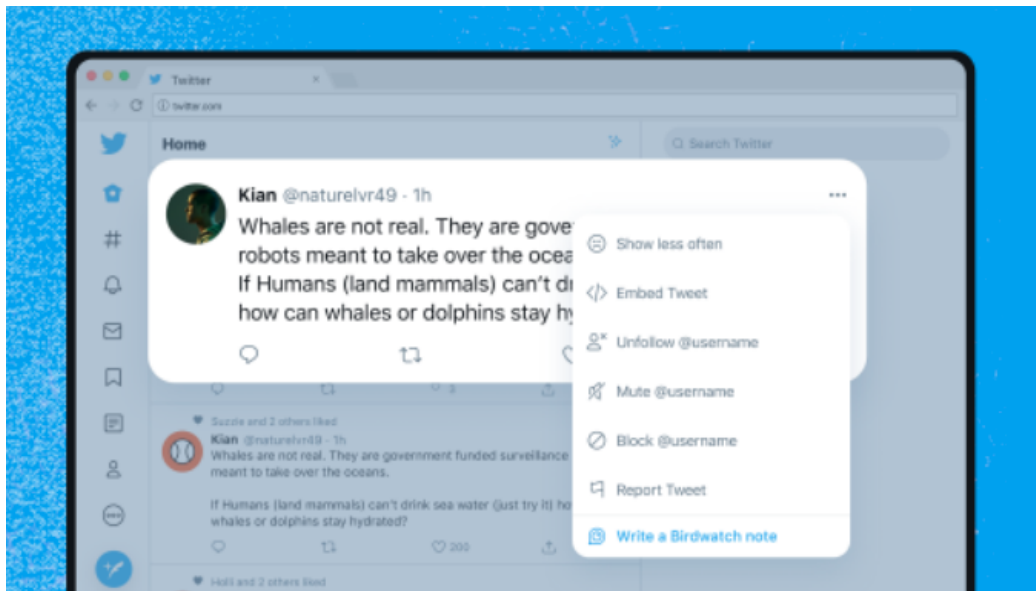 Twitter
twitter.com
Home
Search Twitter
Kian @naturelvr49 · 1h
Whales are not real. They are gove
robots meant to take over the ocea
If Humans (land mammals) can't d
how can whales or dolphins stay hy
Show less often
Embed Tweet
Unfollow @username
Mute @username
Block @username
Report Tweet
Write a Birdwatch note
3
Suzzie and 2 others liked
Kian @naturelvr49 · 1h
Whales are not real. They are government funded surveillance
meant to take over the oceans.
If Humans (land mammals) can't drink sea water (just try it) ho
whales or dolphins stay hydrated?
200
Holli and 2 others liked